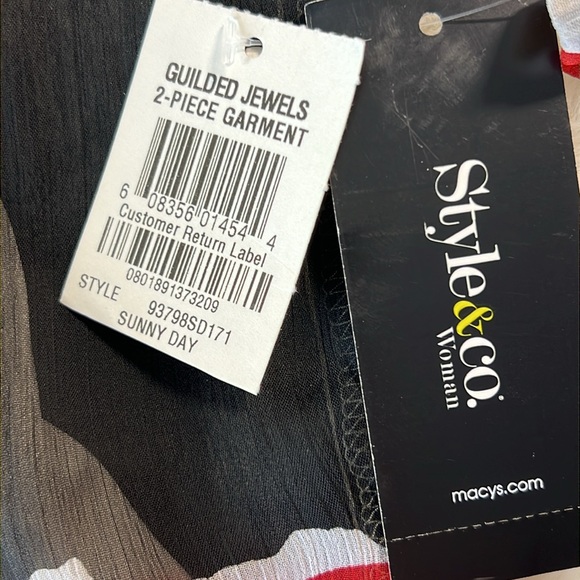 GUILDED JEWELS
2-PIECE GARMENT
6 08356 01454 4
Customer Return Label
0801891373209
STYLE 93798SD171
SUNNY DAY
Style&co.
Woman
macys.com